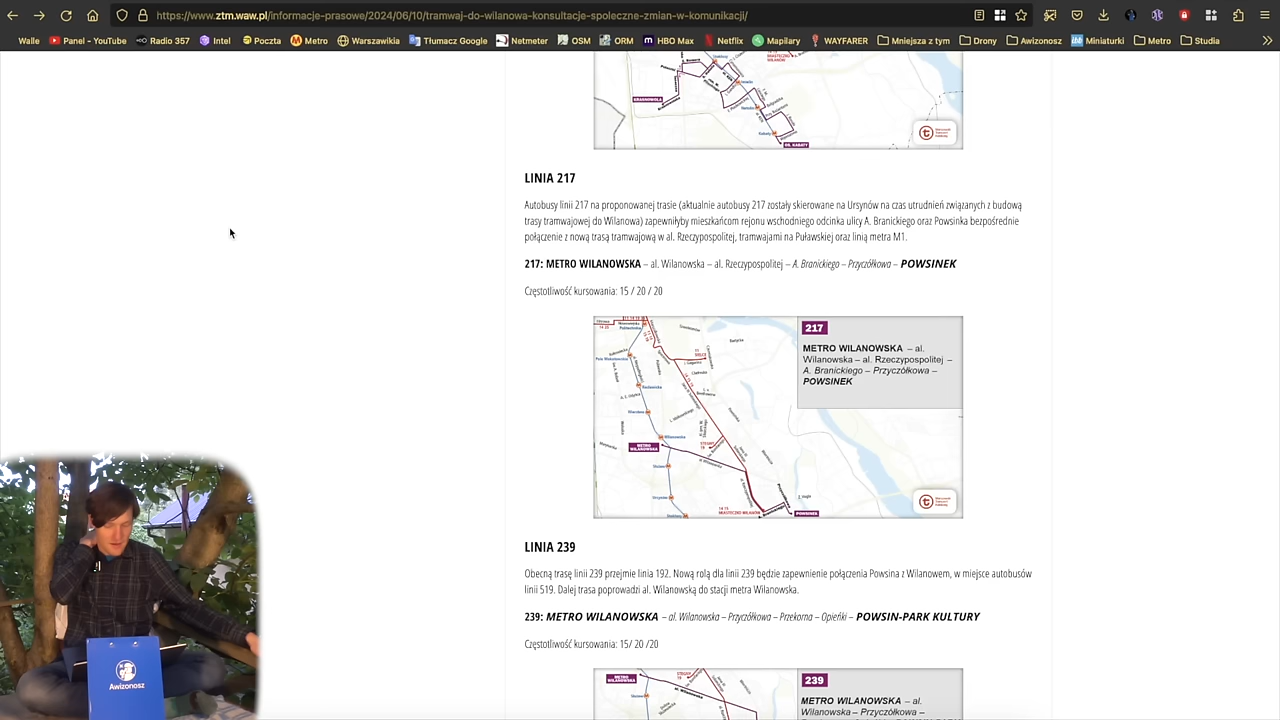 https://www.ztm.waw.pl/informacje-prasowe/2024/06/10/tramwaj-do-wilanowa-konsultacje-spoleczne-zmian-w-komunikacji/
Walle Panel - YouTube Radio 357 Intel Poczta Metro Warszawikia Tłumacz Google Netmeter OSM ORM HBO Max Netflix Mapilary WAYFARER Mniejsza z tym Drony Awizonosz Miniaturki Metro Studia
KRANOWOLA
Kabaty
OS. KABATY
LINIA 217
Autobusy linii 217 na proponowanej trasie (aktualnie autobusy 217 zostały skierowane na Ursynów na czas utrudnień związanych z budową
trasy tramwajowej do Wilanowa) zapewniłyby mieszkańcom rejonu wschodniego odcinka ulicy A. Branickiego oraz Powsinka bezpośrednie
połączenie z nową trasą tramwajową w al. Rzeczypospolitej, tramwajami na Puławskiej oraz linią metra M1.
217: METRO WILANOWSKA – al. Wilanowska – al. Rzeczypospolitej – A. Branickiego – Przyczółkowa – POWSINEK
Częstotliwość kursowania: 15 / 20 / 20
217
METRO WILANOWSKA – al.
Wilanowska – al. Rzeczypospolitej –
A. Branickiego – Przyczółkowa –
POWSINEK
Racławicka
Wilanowska
METRO
WILANOWSKA
POWSINEK
LINIA 239
Obecną trasę linii 239 przejmie linia 192. Nową rolą dla linii 239 będzie zapewnienie połączenia Powsina z Wilanowem, w miejsce autobusów
linii 519. Dalej trasa poprowadzi al. Wilanowską do stacji metra Wilanowska.
239: METRO WILANOWSKA – al. Wilanowska – Przyczółkowa – Przekorna – Opieńki – POWSIN-PARK KULTURY
Częstotliwość kursowania: 15/ 20 /20
METRO
WILANOWSKA
239
METRO WILANOWSKA – al.
Wilanowska – Przyczółkowa –
Awizonosz